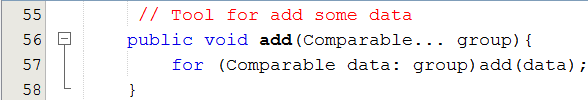 55 // Tool for add some data
56 public void add(Comparable... group){
57 for (Comparable data: group)add(data);
58 }